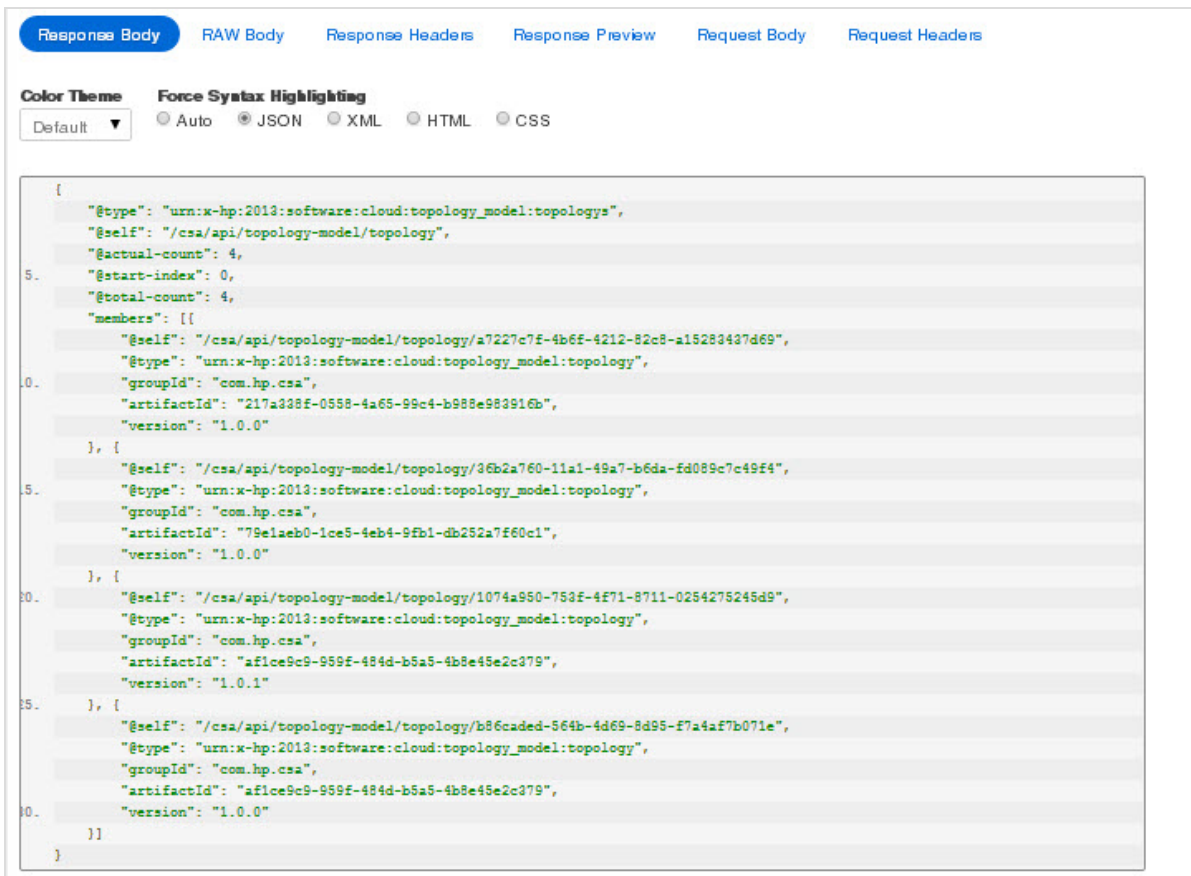 Response Body RAW Body Response Headers Response Preview Request Body Request Headers
Color Theme Force Syntax Highlighting
Default ▼ Auto JSON XML HTML CSS
{
"@type": "urn:x-hp:2013:software:cloud:topology_model:topologys",
"@self": "/csa/api/topology-model/topology",
"@actual-count": 4,
5. "@start-index": 0,
"@total-count": 4,
"members": [{
"@self": "/csa/api/topology-model/topology/a7227c7f-4b6f-4212-82c8-a15283437d69",
"@type": "urn:x-hp:2013:software:cloud:topology_model:topology",
0. "groupId": "com.hp.csa",
"artifactId": "217a338f-0558-4a65-99c4-b988e983916b",
"version": "1.0.0"
}, {
"@self": "/csa/api/topology-model/topology/36b2a760-11a1-49a7-b6da-fd089c7c49f4",
5. "@type": "urn:x-hp:2013:software:cloud:topology_model:topology",
"groupId": "com.hp.csa",
"artifactId": "79e1aeb0-1ce5-4eb4-9fb1-db252a7f60c1",
"version": "1.0.0"
}, {
20. "@self": "/csa/api/topology-model/topology/1074a950-753f-4f71-8711-0254275245d9",
"@type": "urn:x-hp:2013:software:cloud:topology_model:topology",
"groupId": "com.hp.csa",
"artifactId": "af1ce9c9-959f-484d-b5a5-4b8e45e2c379",
"version": "1.0.1"
25. }, {
"@self": "/csa/api/topology-model/topology/b86caded-564b-4d69-8d95-f7a4af7b071e",
"@type": "urn:x-hp:2013:software:cloud:topology_model:topology",
"groupId": "com.hp.csa",
"artifactId": "af1ce9c9-959f-484d-b5a5-4b8e45e2c379",
30. "version": "1.0.0"
}]
}